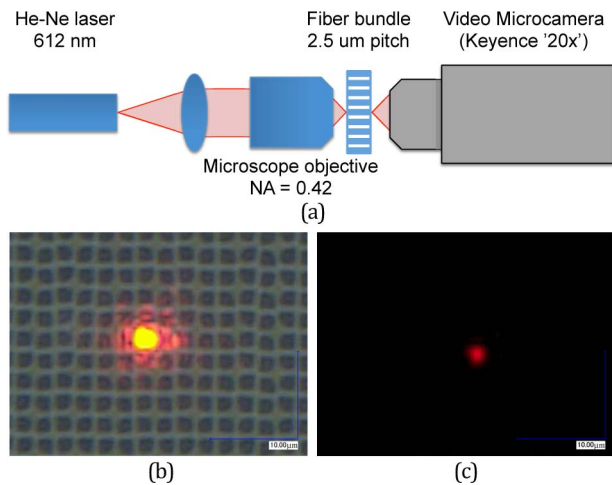 He-Ne laser
612 nm
Fiber bundle
2.5 um pitch
Video Microcamera
(Keyence '20x')
Microscope objective
NA = 0.42
(a)
10.00μm
10.00μm
(b)
(c)